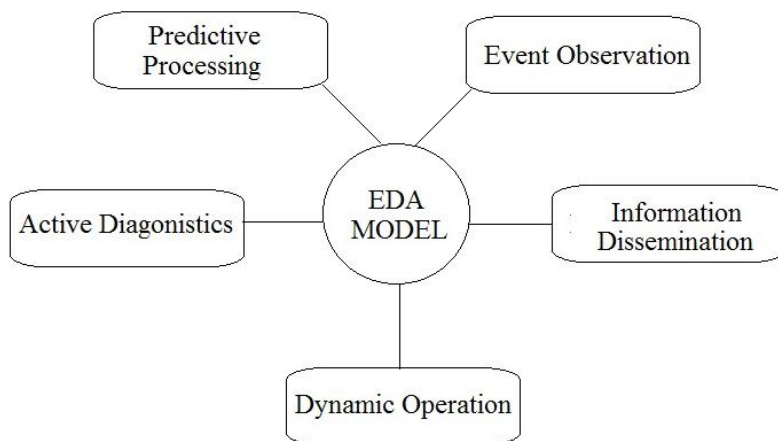 Predictive
Processing
Event Observation
EDA
MODEL
Active Diagonistics
Information
Dissemination
Dynamic Operation